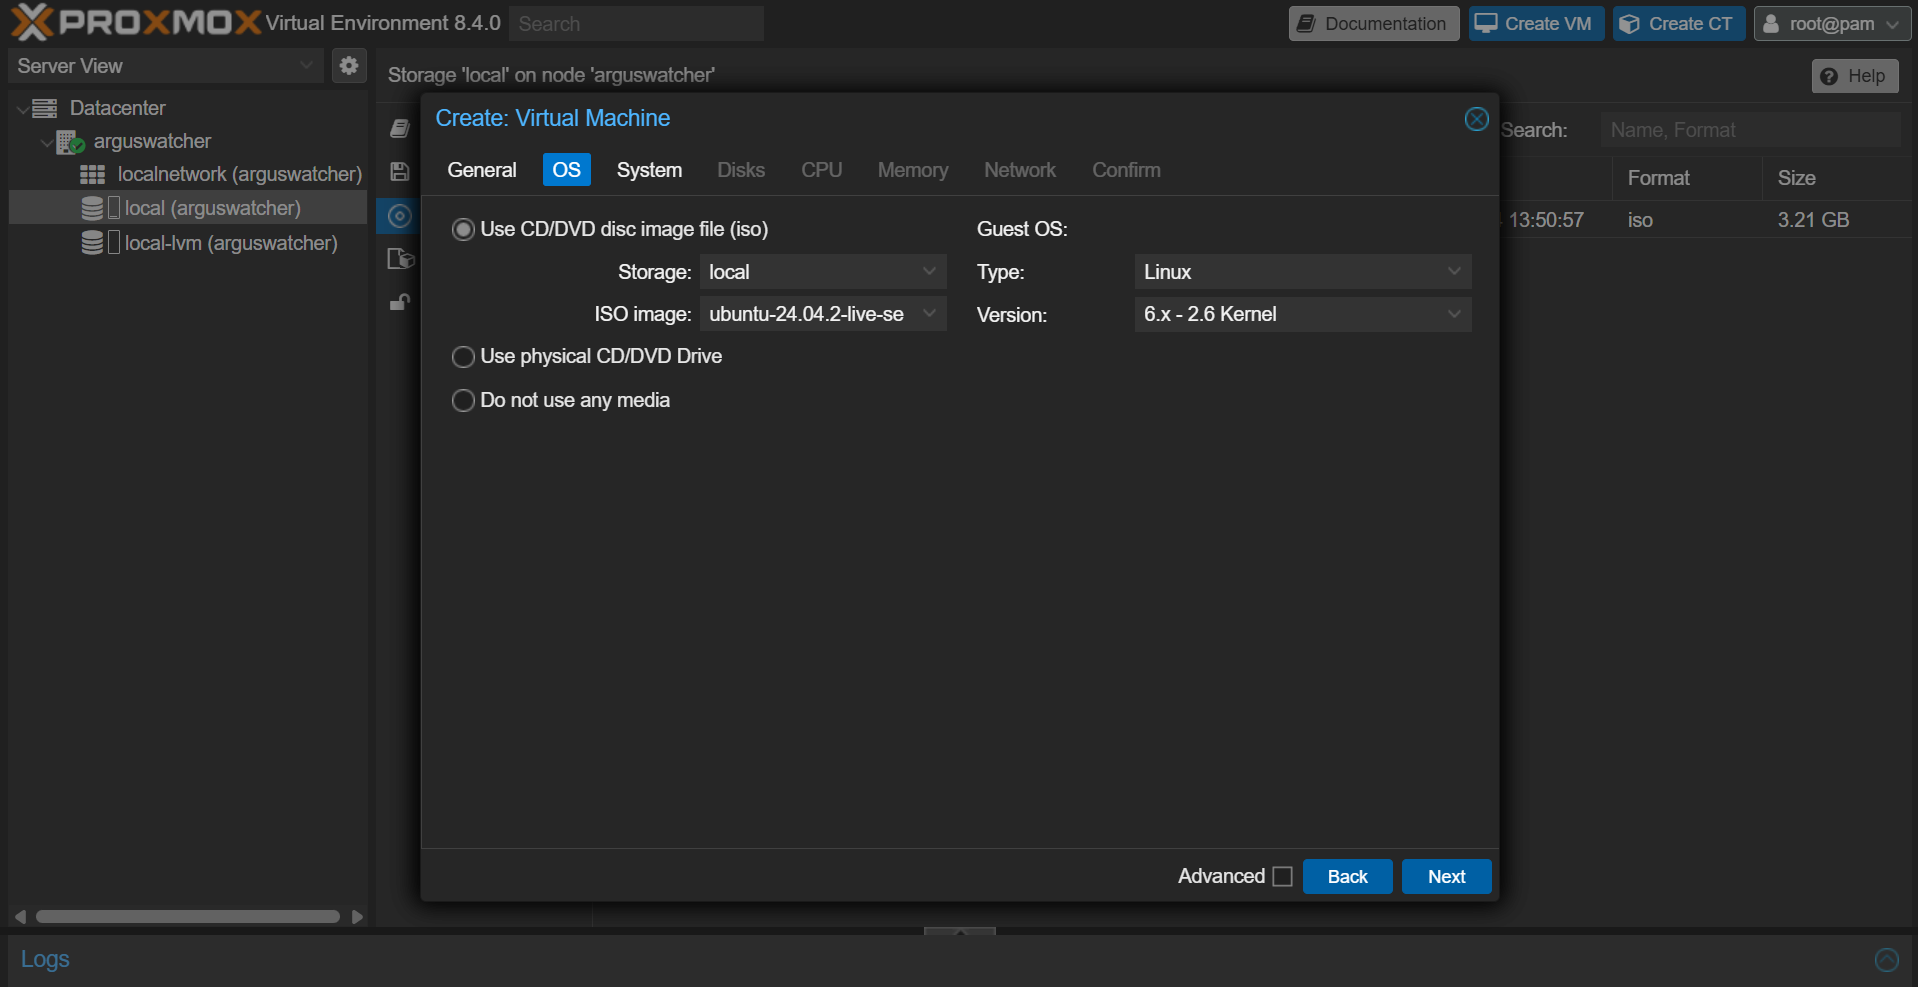 PROXMOX Virtual Environment 8.4.0 Search Documentation Create VM Create CT root@pam
Server View
Storage 'local' on node 'arguswatcher' Help
Datacenter
arguswatcher
localnetwork (arguswatcher)
local (arguswatcher)
local-lvm (arguswatcher)
Search: Name, Format
Format Size
13:50:57 iso 3.21 GB
Create: Virtual Machine
General OS System Disks CPU Memory Network Confirm
Use CD/DVD disc image file (iso) Guest OS:
Storage: local Type: Linux
ISO image: ubuntu-24.04.2-live-se Version: 6.x - 2.6 Kernel
Use physical CD/DVD Drive
Do not use any media
Advanced Back Next
Logs